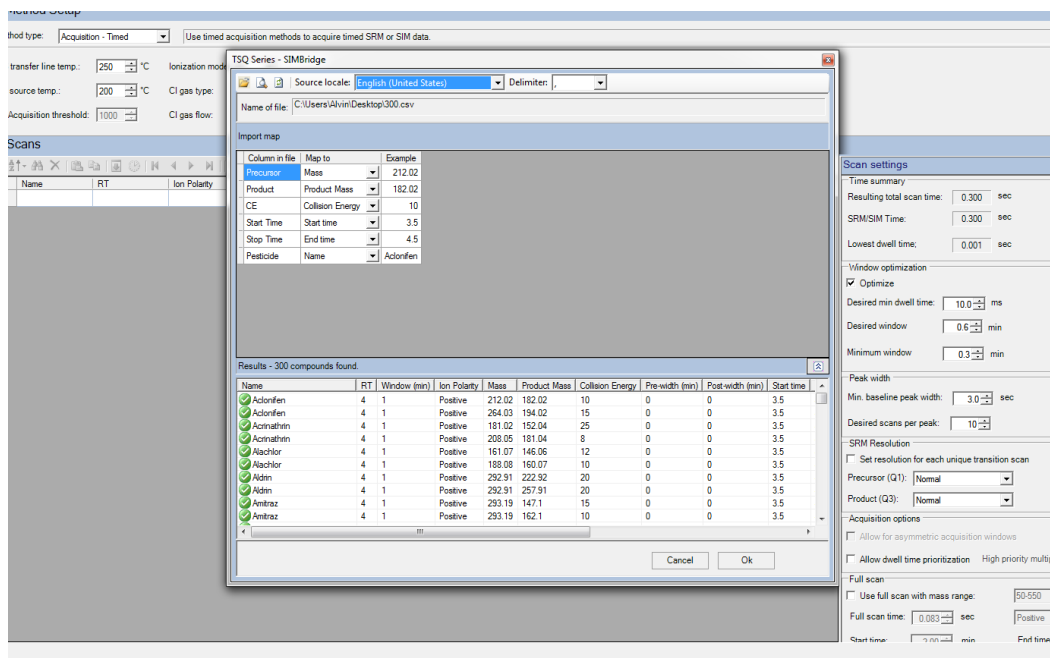 Method Setup
thod type: Acquisition - Timed Use timed acquisition methods to acquire timed SRM or SIM data.
transfer line temp.: 250 °C Ionization mode
source temp.: 200 °C CI gas type:
Acquisition threshold: 1000 CI gas flow:
Scans
Name RT Ion Polarity
TSQ Series - SIMBridge
Source locale: English (United States) Delimiter: ,
Name of file: C:\Users\Alvin\Desktop\300.csv
Import map
Column in file Map to Example
Precursor Mass 212.02
Product Product Mass 182.02
CE Collision Energy 10
Start Time Start time 3.5
Stop Time End time 4.5
Pesticide Name Aclonifen
Results - 300 compounds found.
Name RT Window (min) Ion Polarity Mass Product Mass Collision Energy Pre-width (min) Post-width (min) Start time
Aclonifen 4 1 Positive 212.02 182.02 10 0 0 3.5
Aclonifen 4 1 Positive 264.03 194.02 15 0 0 3.5
Acrinathrin 4 1 Positive 181.02 152.04 25 0 0 3.5
Acrinathrin 4 1 Positive 208.05 181.04 8 0 0 3.5
Alachlor 4 1 Positive 161.07 146.06 12 0 0 3.5
Alachlor 4 1 Positive 188.08 160.07 10 0 0 3.5
Aldrin 4 1 Positive 292.91 222.92 20 0 0 3.5
Aldrin 4 1 Positive 292.91 257.91 20 0 0 3.5
Amitraz 4 1 Positive 293.19 147.1 15 0 0 3.5
Amitraz 4 1 Positive 293.19 162.1 10 0 0 3.5
Cancel Ok
Scan settings
Time summary
Resulting total scan time: 0.300 sec
SRM/SIM Time: 0.300 sec
Lowest dwell time: 0.001 sec
Window optimization
Optimize
Desired min dwell time: 10.0 ms
Desired window 0.6 min
Minimum window 0.3 min
Peak width
Min. baseline peak width: 3.0 sec
Desired scans per peak: 10
SRM Resolution
Set resolution for each unique transition scan
Precursor (Q1): Normal
Product (Q3): Normal
Acquisition options
Allow for asymmetric acquisition windows
Allow dwell time prioritization High priority multip
Full scan
Use full scan with mass range: 50-550
Full scan time: 0.083 sec Positive
Start time: 2.00 min End time